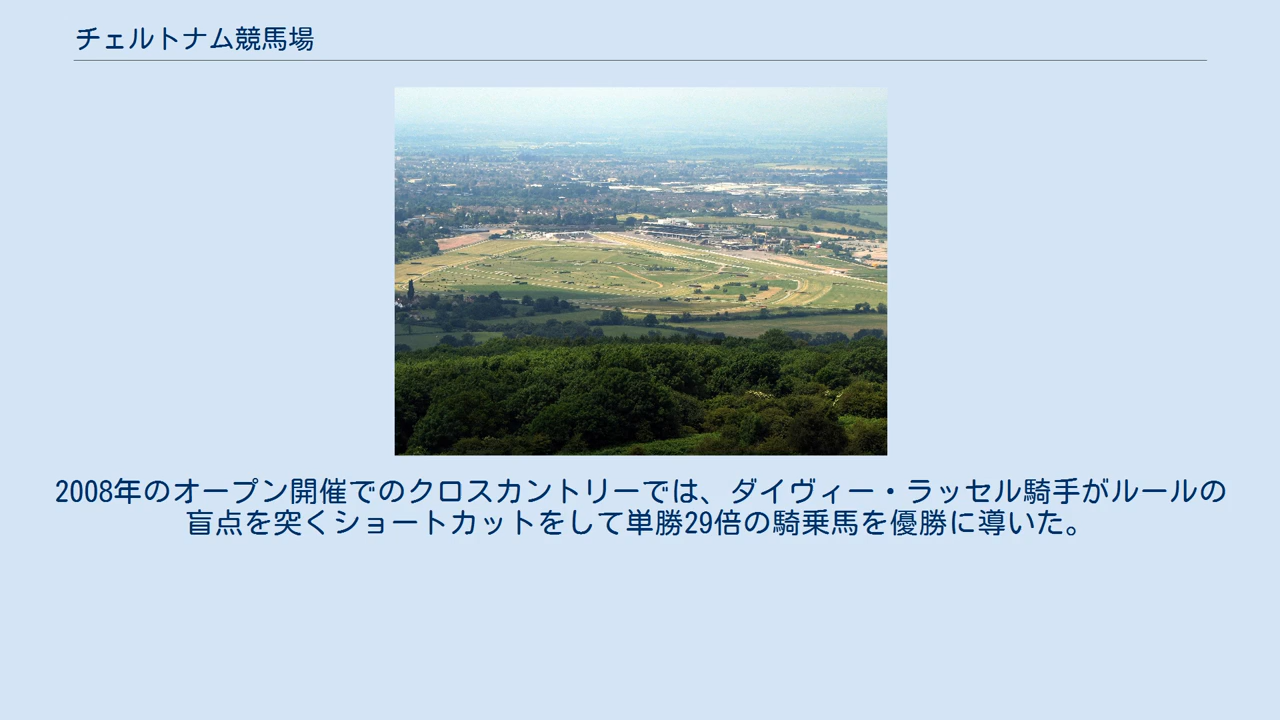 チェルトナム競馬場
2008年のオープン開催でのクロスカントリーでは、ダイヴィー・ラッセル騎手がルールの
盲点を突くショートカットをして単勝29倍の騎乗馬を優勝に導いた。